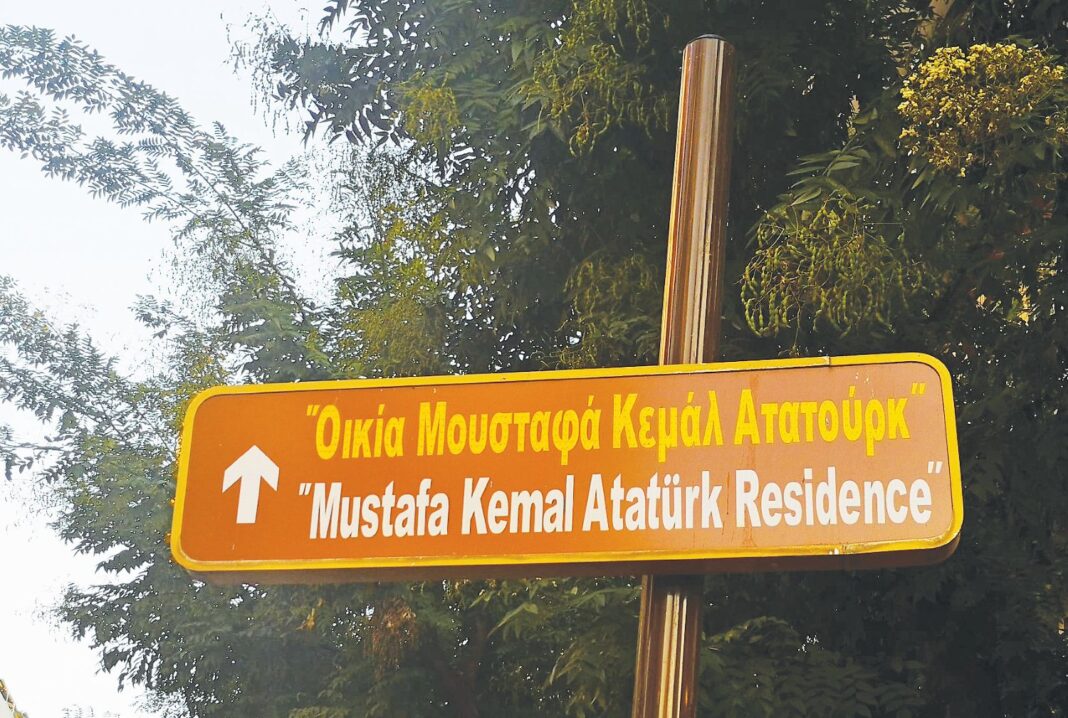 "Οικία Μουσταφά Κεμάλ Ατατούρκ"
"Mustafa Kemal Atatürk Residence"